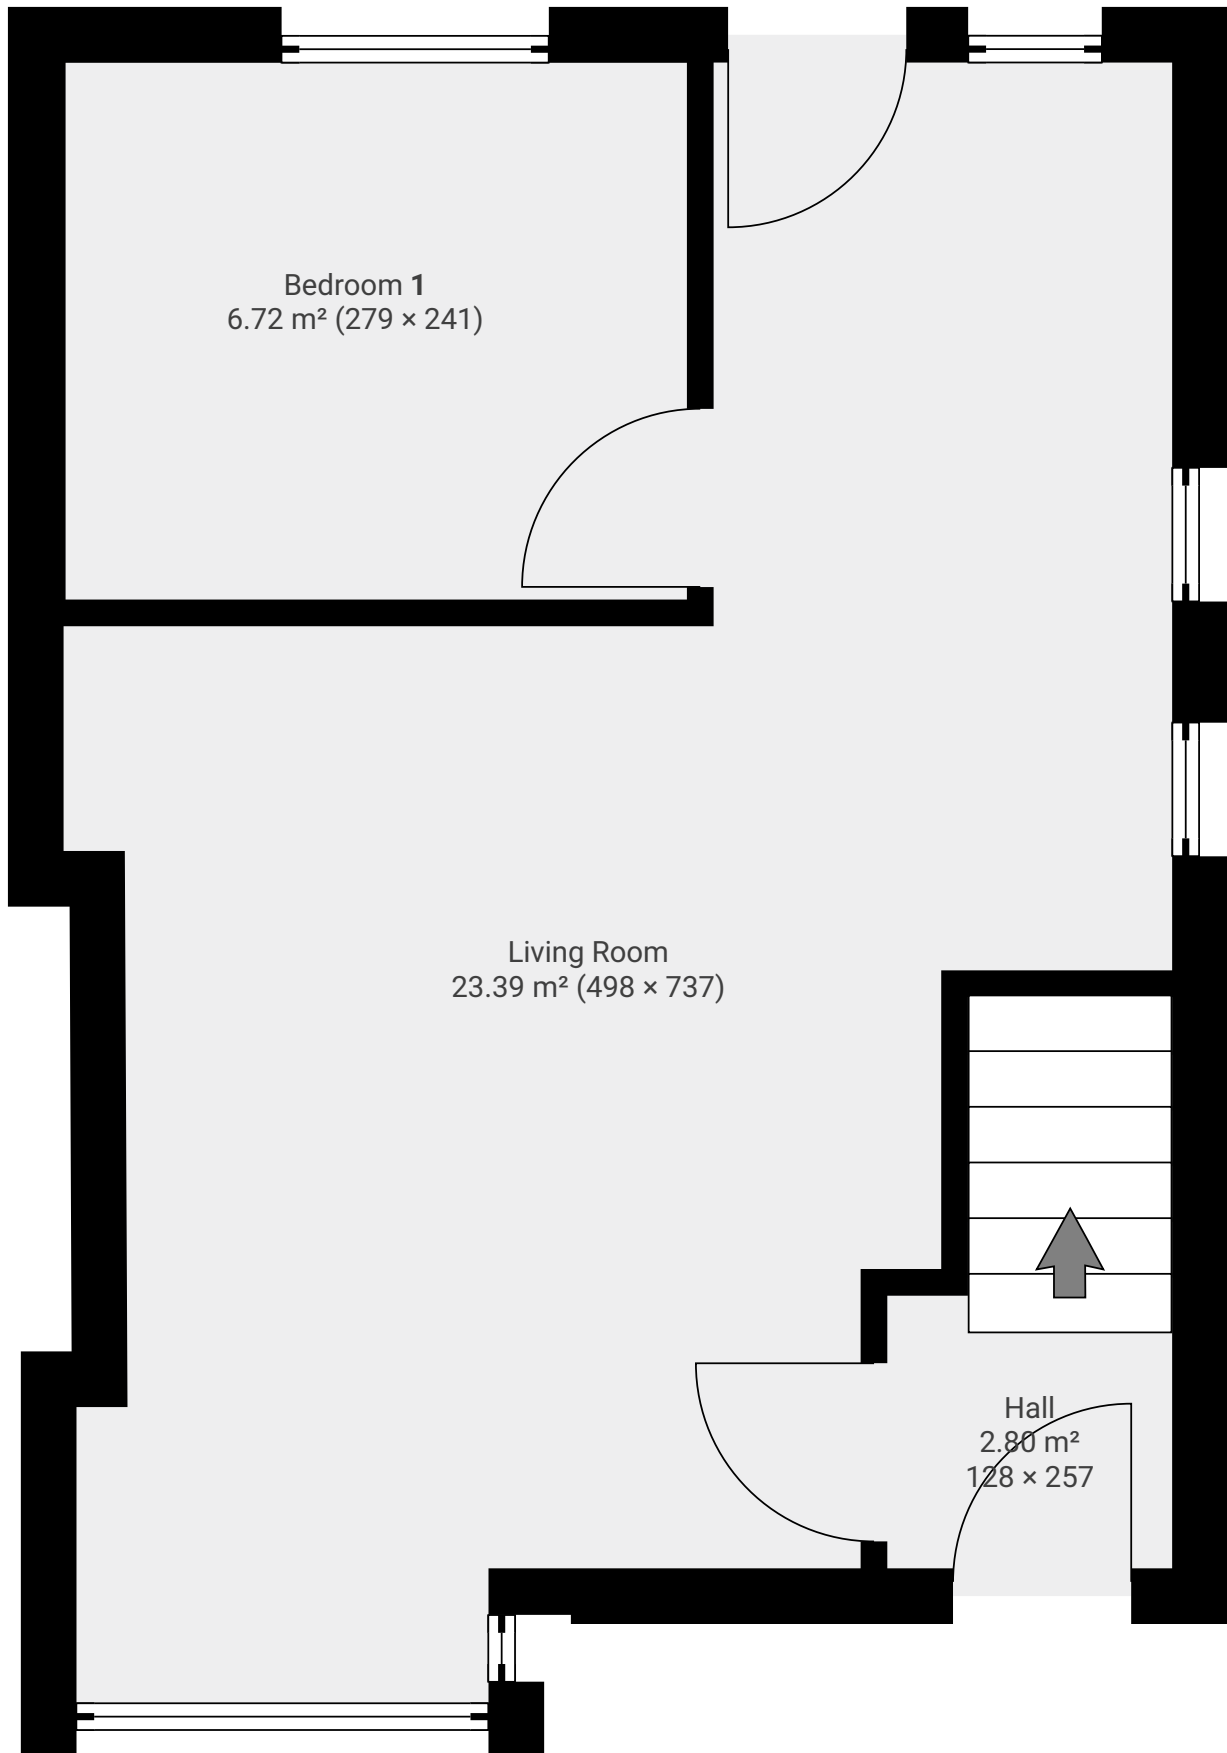 Bedroom 1
6.72 m² (279 × 241)
Living Room
23.39 m² (498 × 737)
Hall
2.80 m²
128 × 257